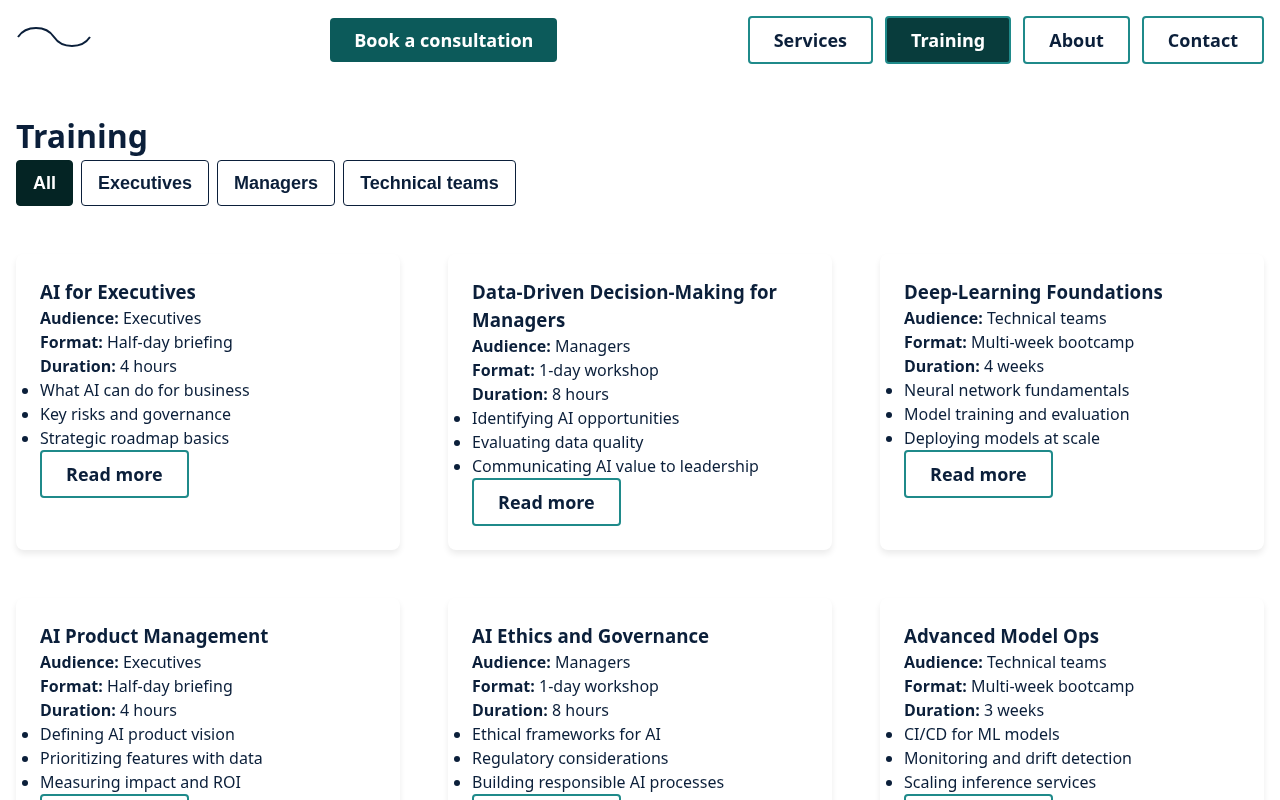 Book a consultation
Services
Training
About
Contact
Training
All
Executives
Managers
Technical teams
AI for Executives
Audience: Executives
Format: Half-day briefing
Duration: 4 hours
• What AI can do for business
• Key risks and governance
• Strategic roadmap basics
Read more
Data-Driven Decision-Making for
Managers
Audience: Managers
Format: 1-day workshop
Duration: 8 hours
• Identifying AI opportunities
• Evaluating data quality
• Communicating AI value to leadership
Read more
Deep-Learning Foundations
Audience: Technical teams
Format: Multi-week bootcamp
Duration: 4 weeks
• Neural network fundamentals
• Model training and evaluation
• Deploying models at scale
Read more
AI Product Management
Audience: Executives
Format: Half-day briefing
Duration: 4 hours
• Defining AI product vision
• Prioritizing features with data
• Measuring impact and ROI
AI Ethics and Governance
Audience: Managers
Format: 1-day workshop
Duration: 8 hours
• Ethical frameworks for AI
• Regulatory considerations
• Building responsible AI processes
Advanced Model Ops
Audience: Technical teams
Format: Multi-week bootcamp
Duration: 3 weeks
• CI/CD for ML models
• Monitoring and drift detection
• Scaling inference services